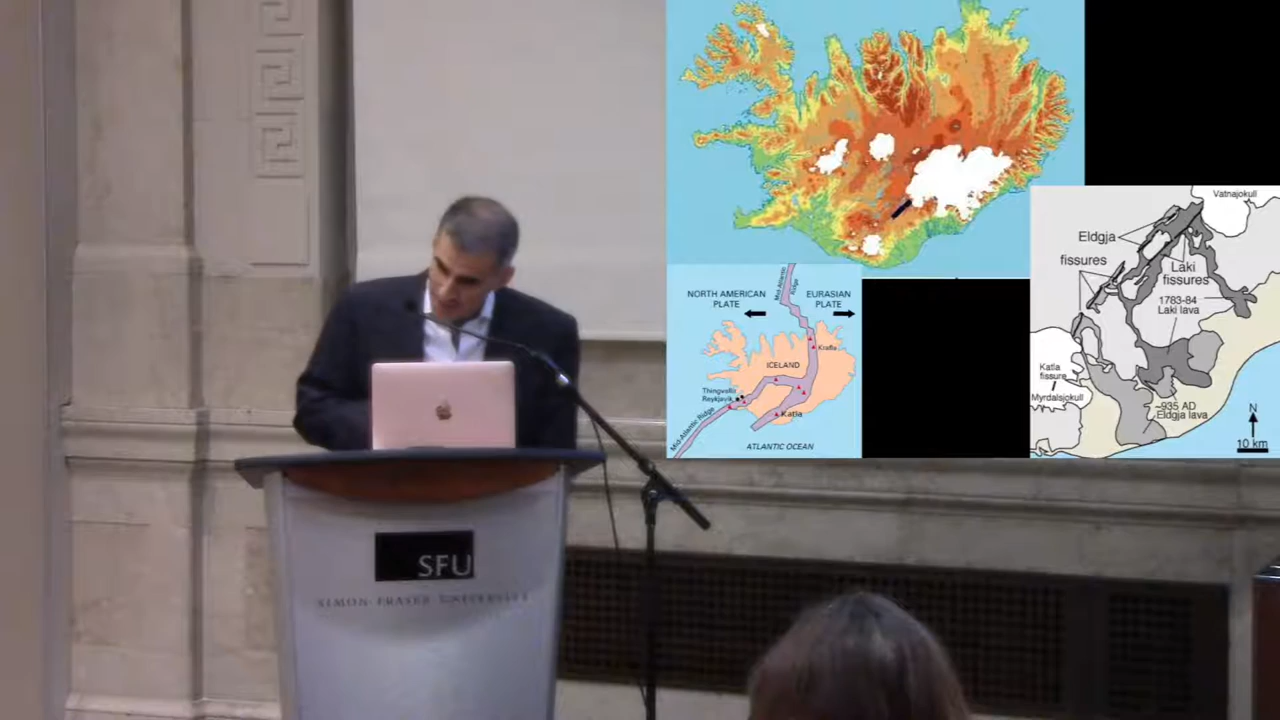 Vatnajokull
Eldgja
fissures
Laki
fissures
1783-84
Laki lava
Katla
fissure
Myrdalsjokull
~935 AD
Eldgja lava
N
10 km
Mid-Atlantic
Ridge
NORTH AMERICAN
PLATE
EURASIAN
PLATE
Krafla
ICELAND
Thingvellir
Reykjavik
Katla
Mid-Atlantic Ridge
ATLANTIC OCEAN
SFU
SIMON FRASER UNIVERSITY